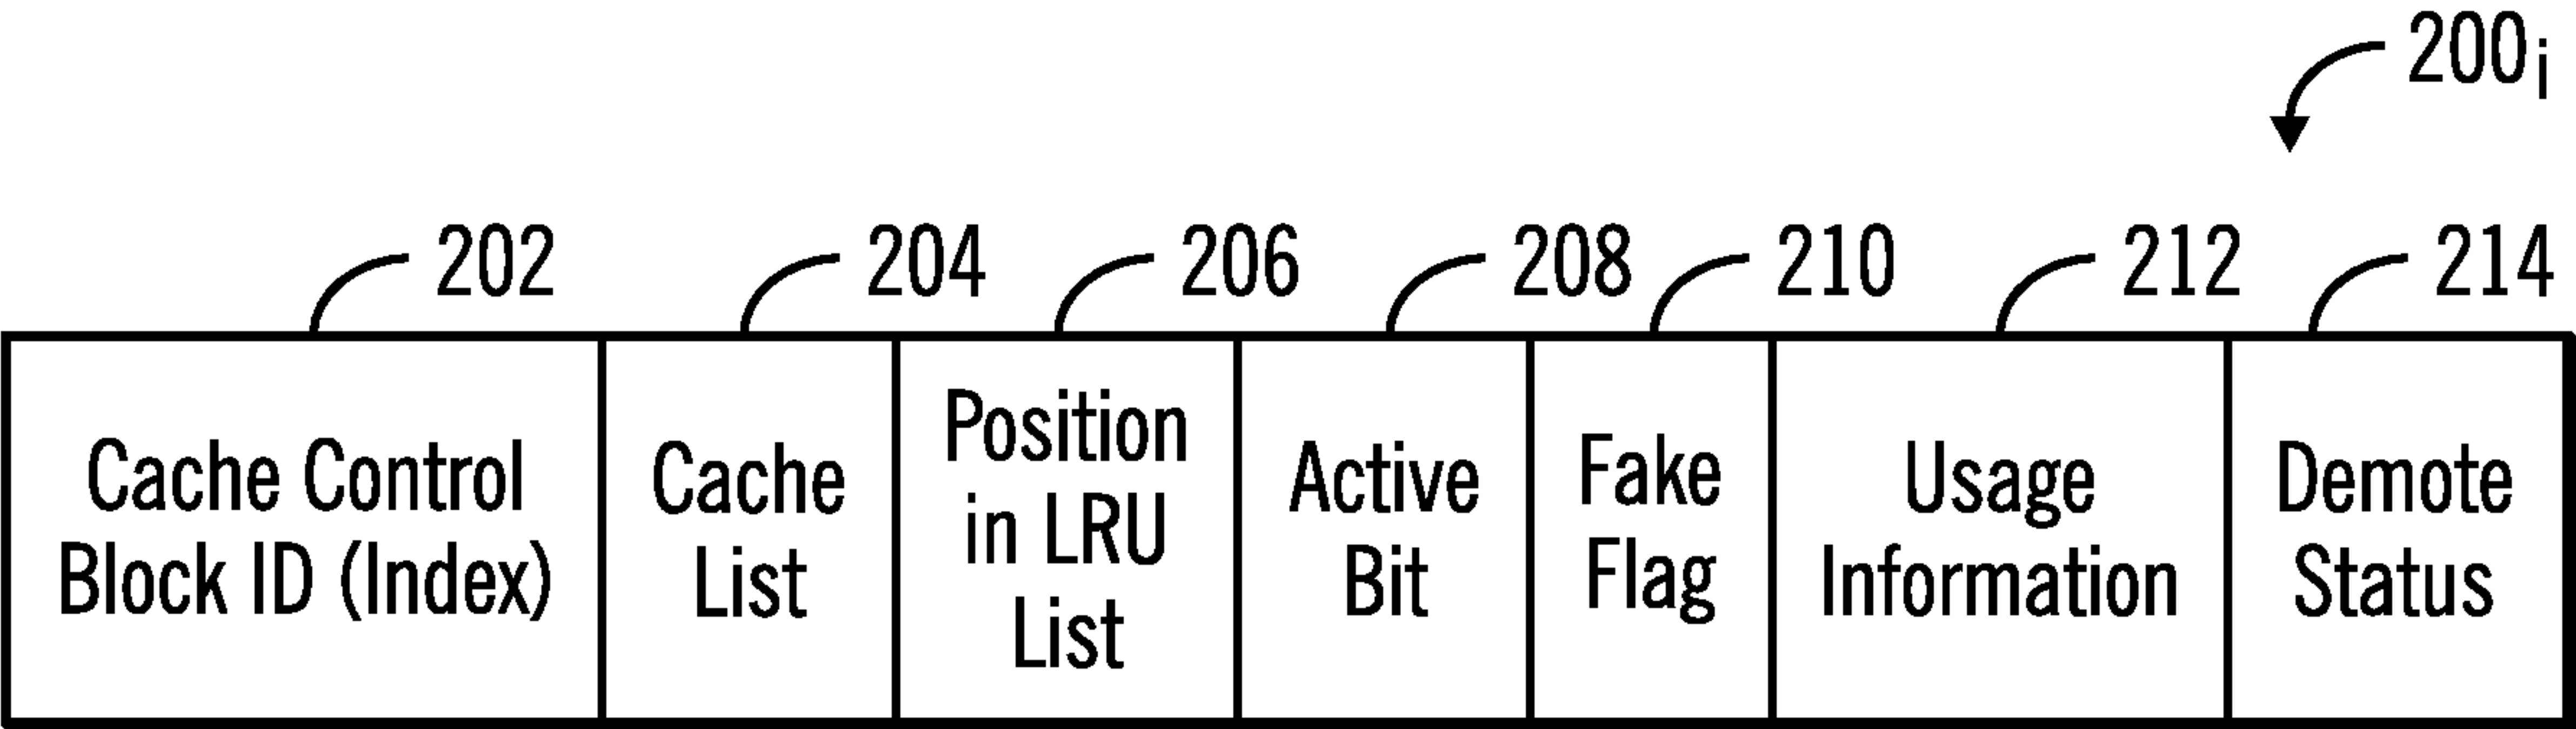 200i
202
204
206
208
210
212
214
Cache Control
Block ID (Index)
Cache
List
Position
in LRU
List
Active
Bit
Fake
Flag
Usage
Information
Demote
Status